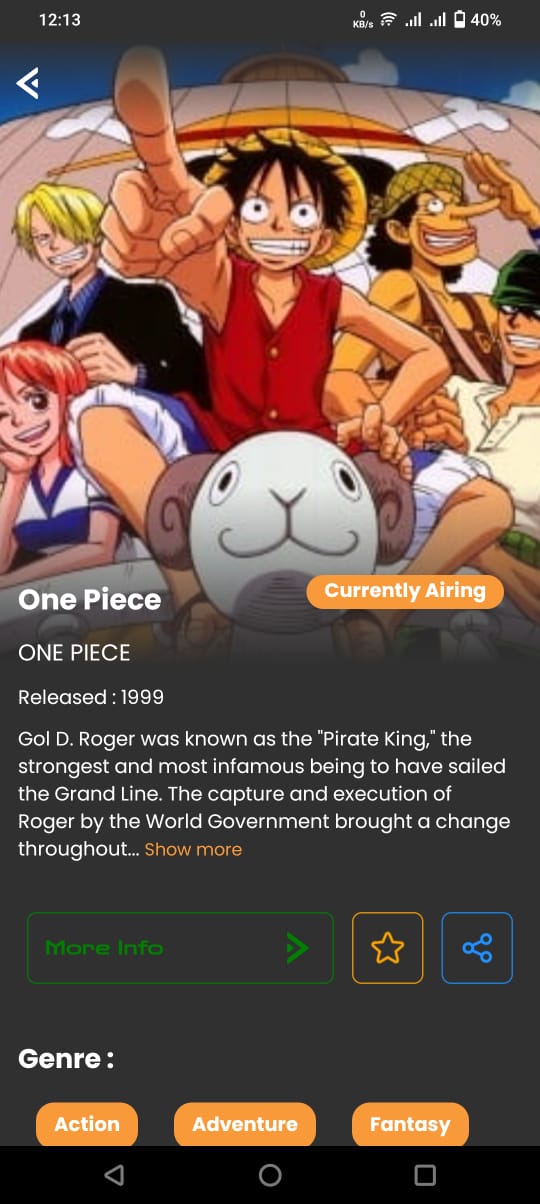 12:13
0
KB/s
40%
One Piece
Currently Airing
ONE PIECE
Released : 1999
Gol D. Roger was known as the "Pirate King," the
strongest and most infamous being to have sailed
the Grand Line. The capture and execution of
Roger by the World Government brought a change
throughout... Show more
More Info
Genre :
Action
Adventure
Fantasy